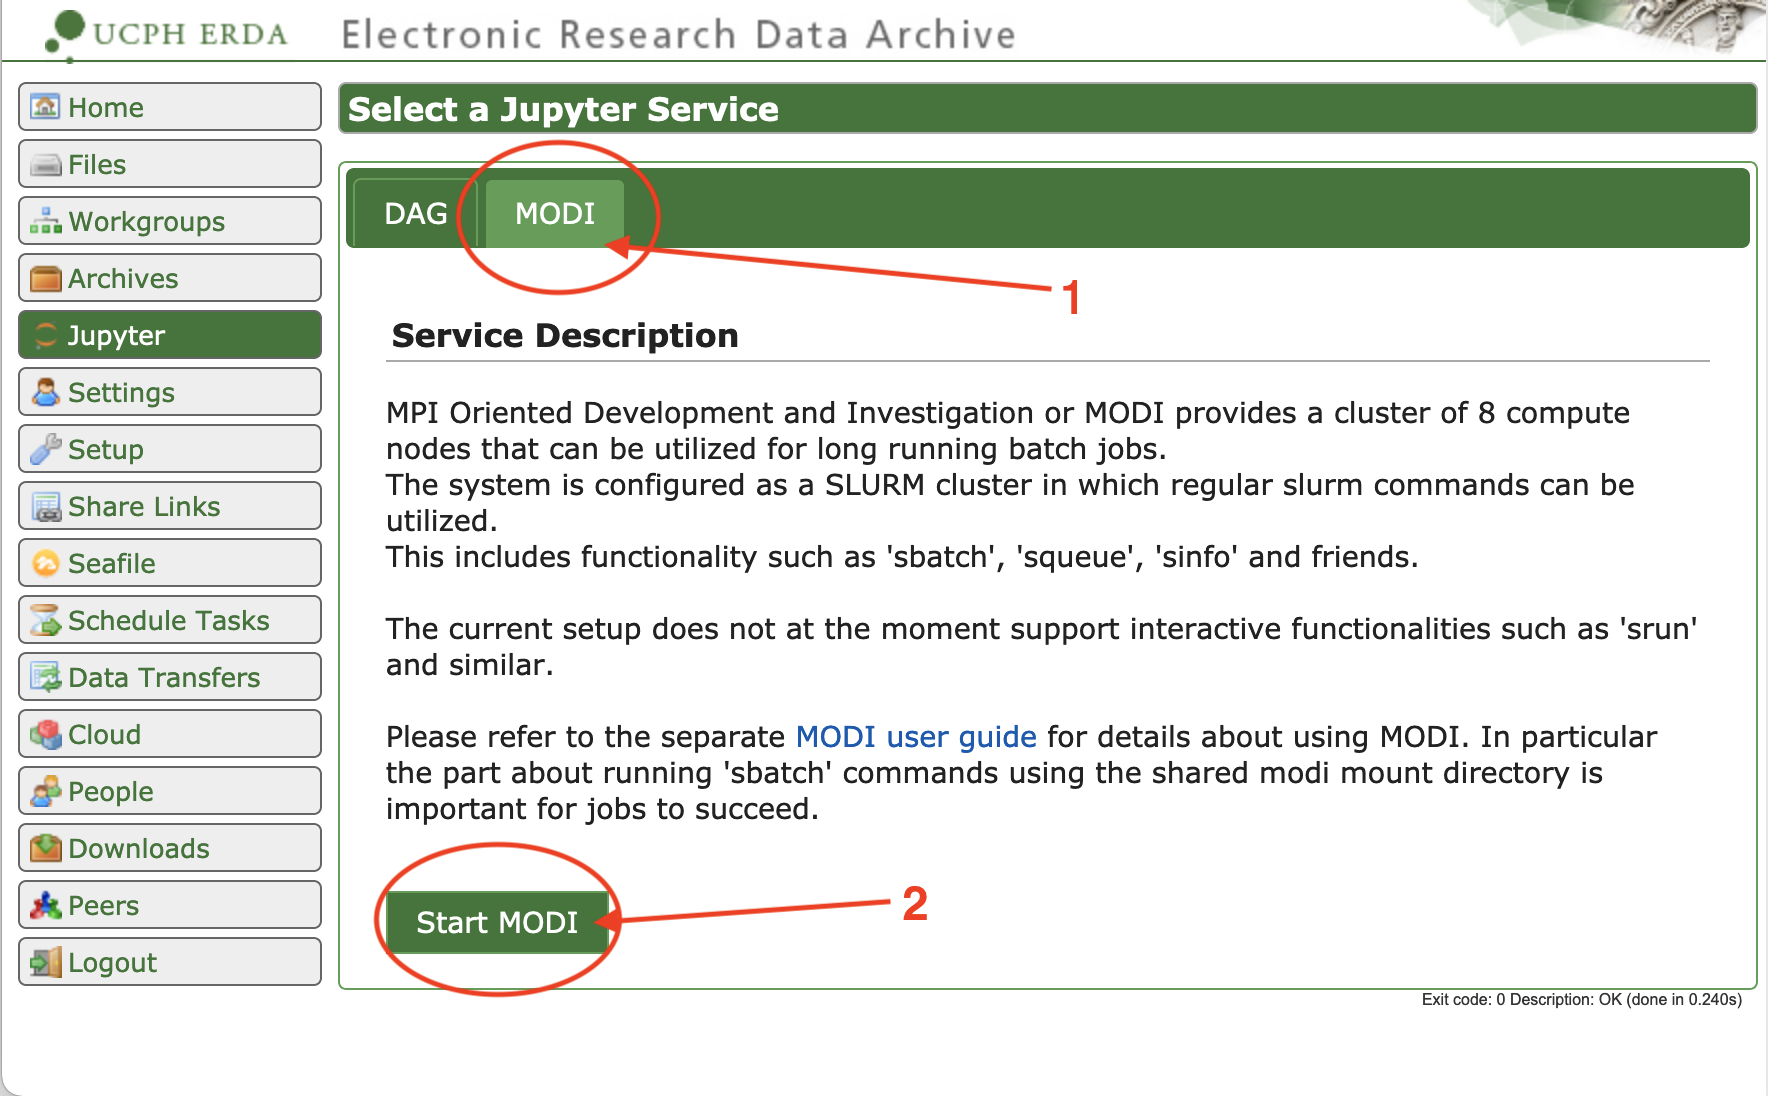 UCPH ERDA
Electronic Research Data Archive
Home
Files
Workgroups
Archives
Jupyter
Settings
Setup
Share Links
Seafile
Schedule Tasks
Data Transfers
Cloud
People
Downloads
Peers
Logout
Select a Jupyter Service
DAG
MODI
1
Service Description
MPI Oriented Development and Investigation or MODI provides a cluster of 8 compute
nodes that can be utilized for long running batch jobs.
The system is configured as a SLURM cluster in which regular slurm commands can be
utilized.
This includes functionality such as 'sbatch', 'squeue', 'sinfo' and friends.
The current setup does not at the moment support interactive functionalities such as 'srun'
and similar.
Please refer to the separate MODI user guide for details about using MODI. In particular
the part about running 'sbatch' commands using the shared modi mount directory is
important for jobs to succeed.
Start MODI
2
Exit code: 0 Description: OK (done in 0.240s)